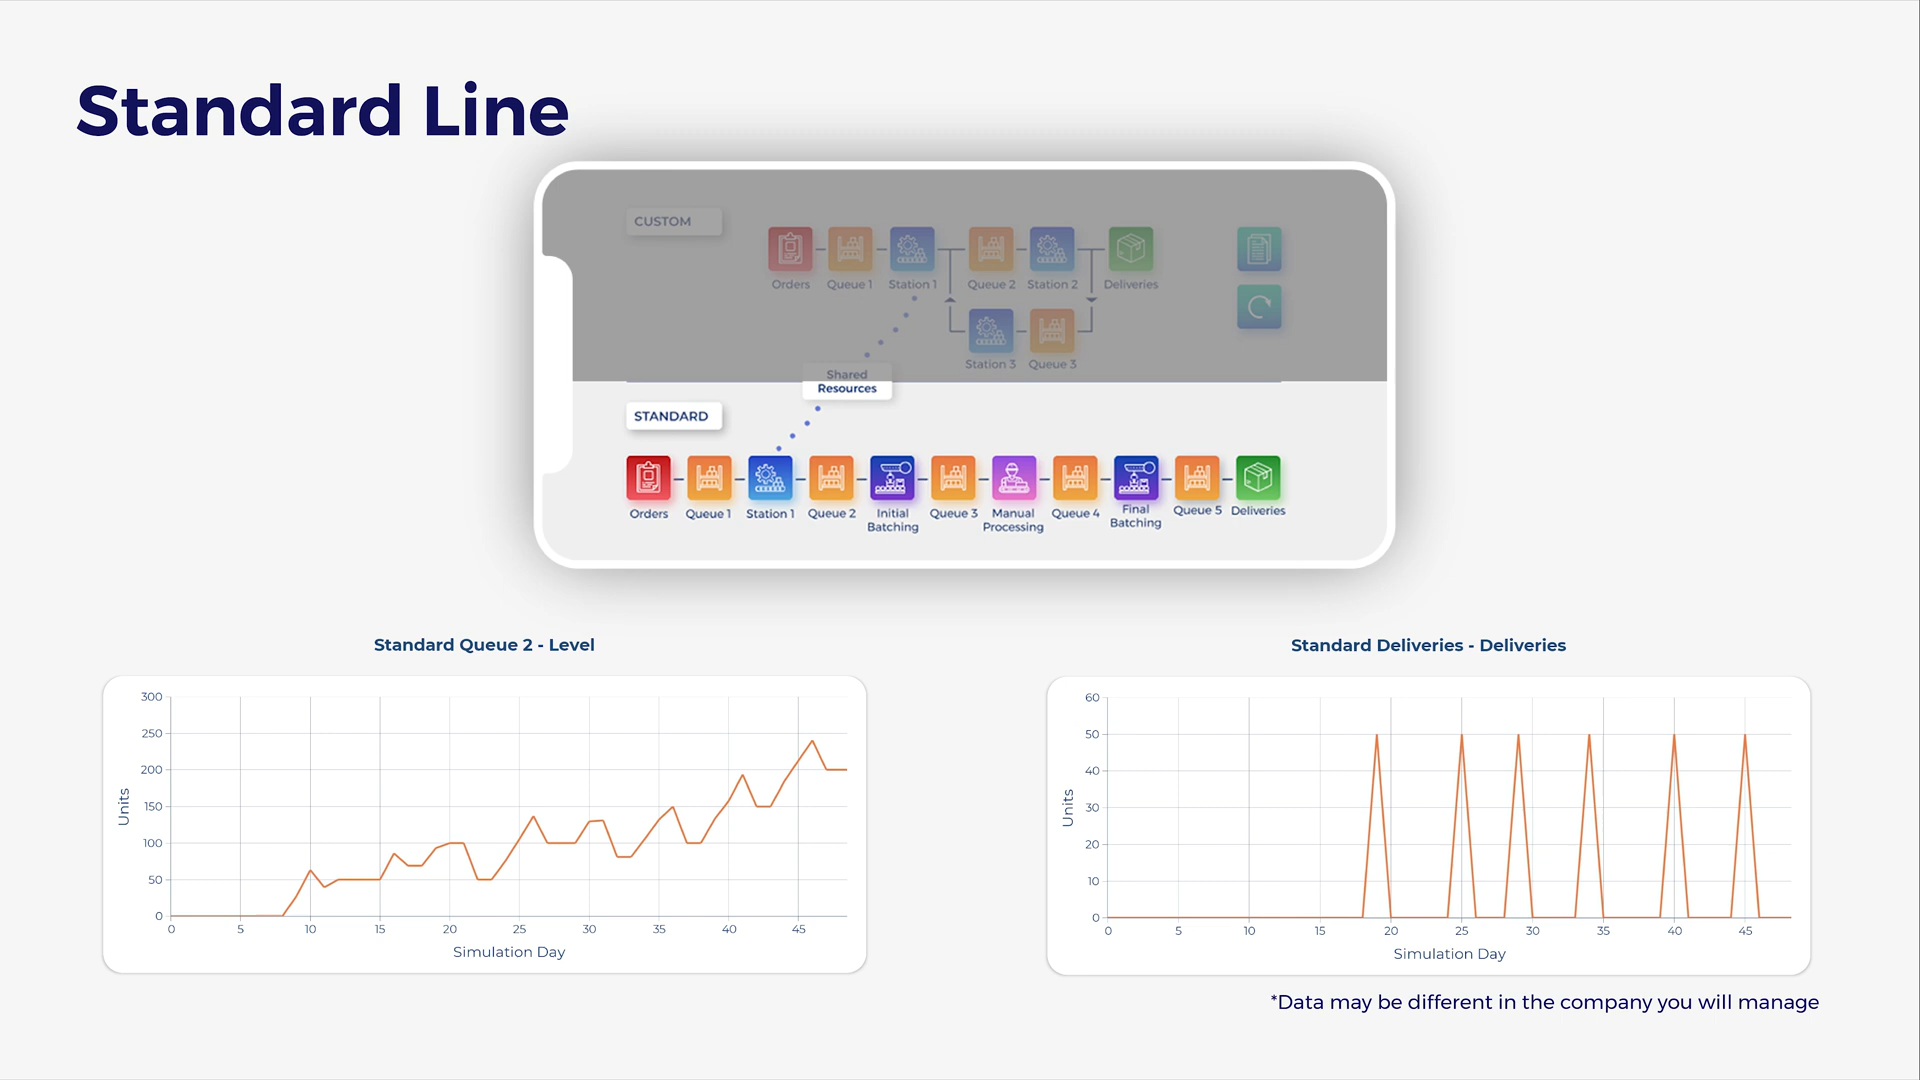 Standard Line
CUSTOM
Orders
Queue 1
Station 1
Queue 2
Station 2
Deliveries
Station 3
Queue 3
Shared
Resources
STANDARD
Orders
Queue 1
Station 1
Queue 2
Initial
Batching
Queue 3
Manual
Processing
Queue 4
Final
Batching
Queue 5
Deliveries
Standard Queue 2 - Level
300
250
200
150
100
50
0
Units
0 5 10 15 20 25 30 35 40 45
Simulation Day
Standard Deliveries - Deliveries
60
50
40
30
20
10
0
Units
0 5 10 15 20 25 30 35 40 45
Simulation Day
*Data may be different in the company you will manage